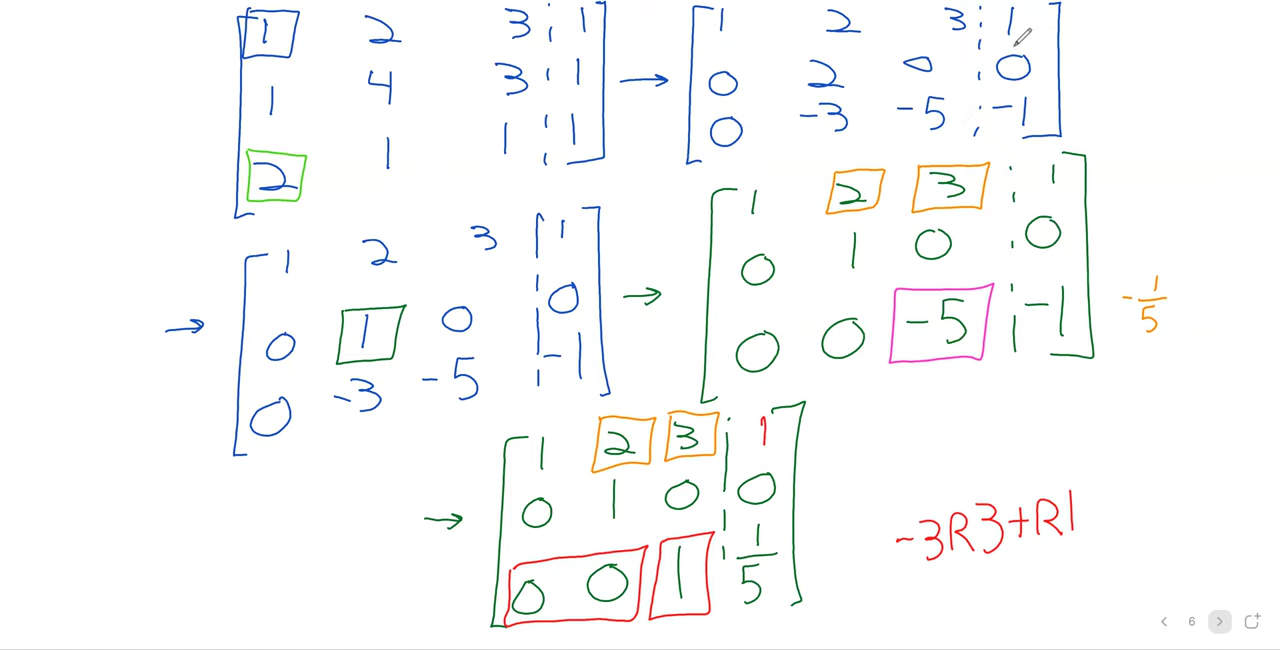 1 2 3 ¦ 1
1 4 3 ¦ 1
2 1 1 ¦ 1
→
1 2 3 ¦ 1
0 2 0 ¦ 0
0 -3 -5 ¦ -1
→
1 2 3 ¦ 1
0 1 0 ¦ 0
0 -3 -5 ¦ -1
→
1 2 3 ¦ 1
0 1 0 ¦ 0
0 0 -5 ¦ -1
-1/5
→
1 2 3 ¦ 1
0 1 0 ¦ 0
0 0 1 ¦ 1/5
-3R3+R1
6